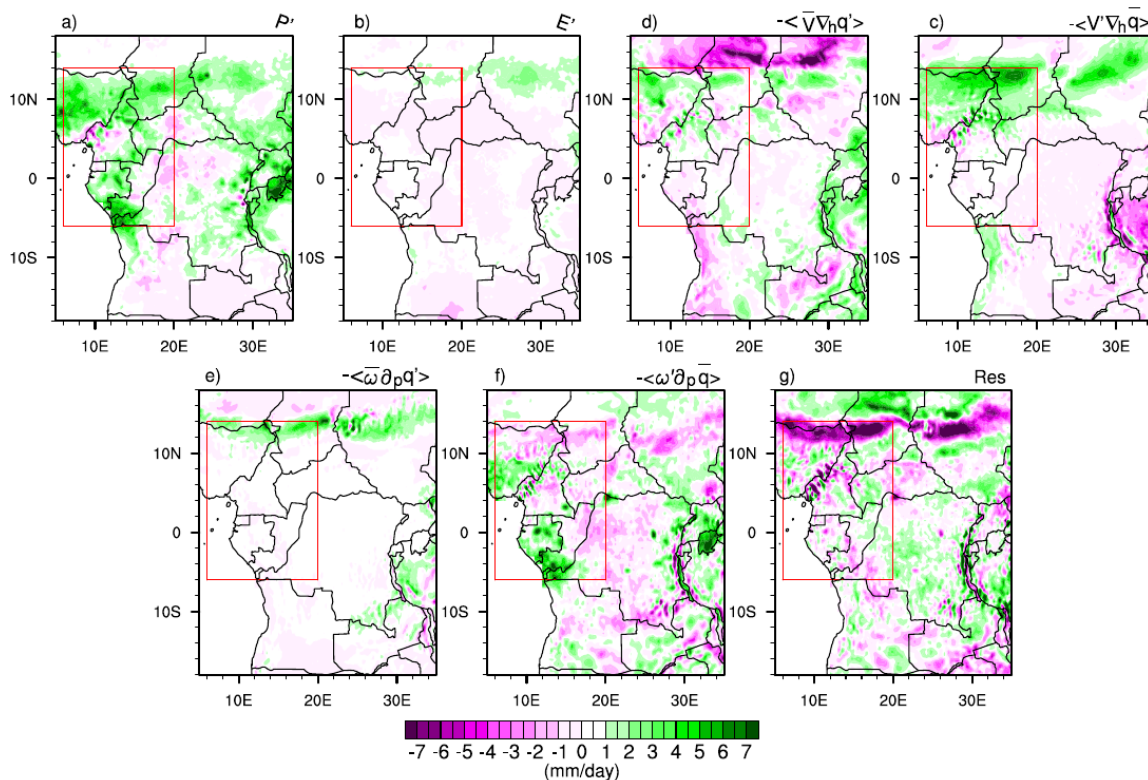 a) P'
b) E'
d) -< V̅ ∇ₕ q'>
c) -<V' ∇ₕ q̅>
10N
0
10S
10N
0
10S
10N
0
10S
10N
0
10S
10E 20E 30E
10E 20E 30E
10E 20E 30E
10E 20E 30E
e) -<ω̅ ∂ₚq'>
f) -<ω' ∂ₚ q̅>
g) Res
10N
0
10S
10N
0
10S
10N
0
10S
10E 20E 30E
10E 20E 30E
10E 20E 30E
-7 -6 -5 -4 -3 -2 -1 0 1 2 3 4 5 6 7
(mm/day)